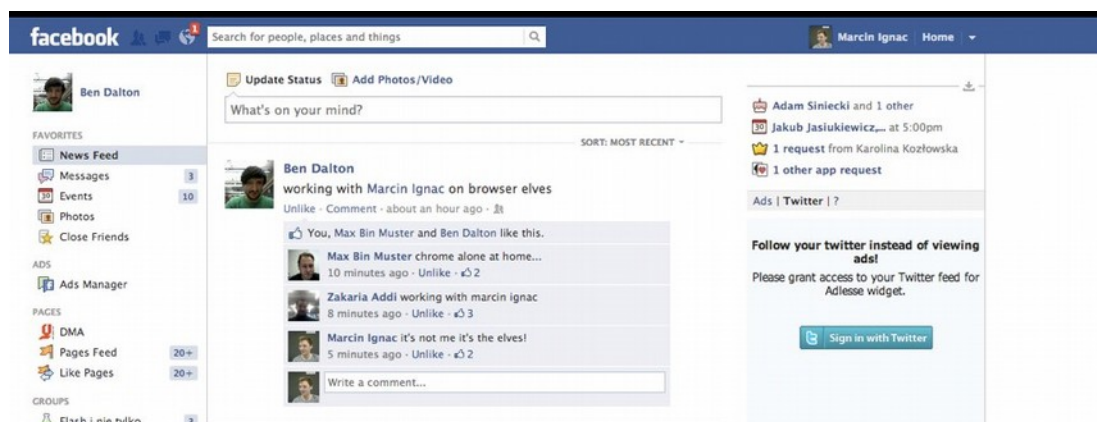 facebook
1
Search for people, places and things
Marcin Ignac Home
Ben Dalton
FAVORITES
News Feed
Messages 3
Events 10
Photos
Close Friends
ADS
Ads Manager
PAGES
DMA
Pages Feed 20+
Like Pages 20+
GROUPS
Flash i nie tylko 3
Update Status Add Photos/Video
What's on your mind?
SORT: MOST RECENT
Ben Dalton
working with Marcin Ignac on browser elves
Unlike · Comment · about an hour ago ·
You, Max Bin Muster and Ben Dalton like this.
Max Bin Muster chrome alone at home...
10 minutes ago · Unlike · 2
Zakaria Addi working with marcin ignac
8 minutes ago · Unlike · 3
Marcin Ignac it's not me it's the elves!
5 minutes ago · Unlike · 2
Write a comment...
Adam Siniecki and 1 other
Jakub Jasiukiewicz,... at 5:00pm
1 request from Karolina Kozłowska
1 other app request
Ads | Twitter | ?
Follow your twitter instead of viewing
ads!
Please grant access to your Twitter feed for
Adlesse widget.
Sign in with Twitter